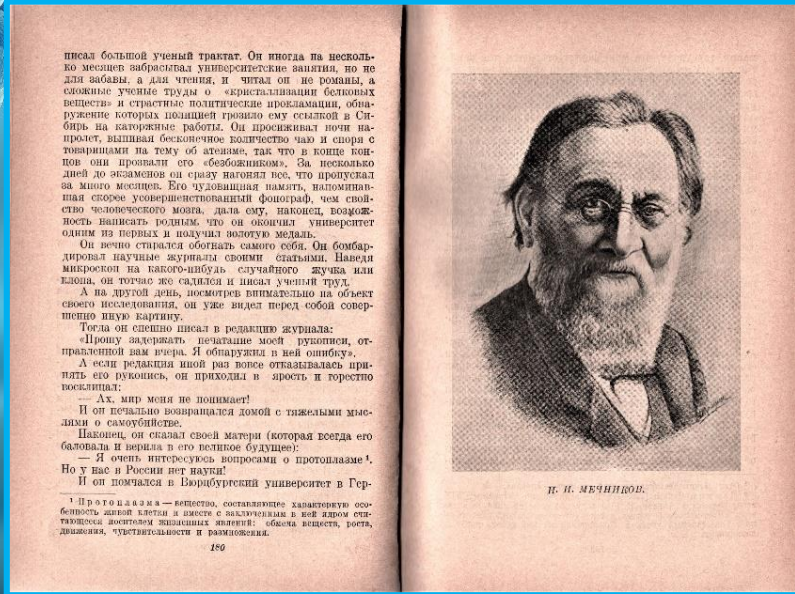 писал большой ученый трактат. Он иногда на несколь-
ко месяцев забрасывал университетские занятия, но не
для забавы, а для чтения, и читал он не романы, а
сложные ученые труды о «кристаллизации белковых
веществ» и страстные политические прокламации, обна-
ружение которых полицией грозило ему ссылкой в Си-
бирь на каторжные работы. Он просиживал ночи на-
пролет, выпивая бесконечное количество чаю и споря с
товарищами на тему об атеизме, так что в конце кон-
цов они прозвали его «безбожником». За несколько
дней до экзаменов он сразу нагонял все, что пропускал
за много месяцев. Его чудовищная память, напоминав-
шая скорее усовершенствованный фонограф, чем свой-
ство человеческого мозга, дала ему, наконец, возмож-
ность написать родным, что он окончил университет
одним из первых и получил золотую медаль.
Он вечно старался обогнать самого себя. Он бомбар-
дировал научные журналы своими статьями. Наведя
микроскоп на какого-нибудь случайного жучка или
клопа, он тотчас же садился и писал ученый труд.
А на другой день, посмотрев внимательно на объект
своего исследования, он уже видел перед собой совер-
шенно иную картину.
Тогда он спешно писал в редакцию журнала:
«Прошу задержать печатание моей рукописи, от-
правленной вам вчера. Я обнаружил в ней ошибку».
А если редакция иной раз вовсе отказывалась при-
нять его рукопись, он приходил в ярость и горестно
восклицал:
— Ах, мир меня не понимает!
И он печально возвращался домой с тяжелыми мыс-
лями о самоубийстве.
Наконец, он сказал своей матери (которая всегда его
баловала и верила в его великое будущее):
— Я очень интересуюсь вопросами о протоплазме ¹.
Но у нас в России нет науки!
И он помчался в Вюрцбургский университет в Гер-
¹ Протоплазма — вещество, составляющее характерную осо-
бенность живой клетки и вместе с заключенным в ней ядром счи-
тающееся носителем жизненных явлений: обмена веществ, роста,
движения, чувствительности и размножения.
180
И. И. МЕЧНИКОВ.